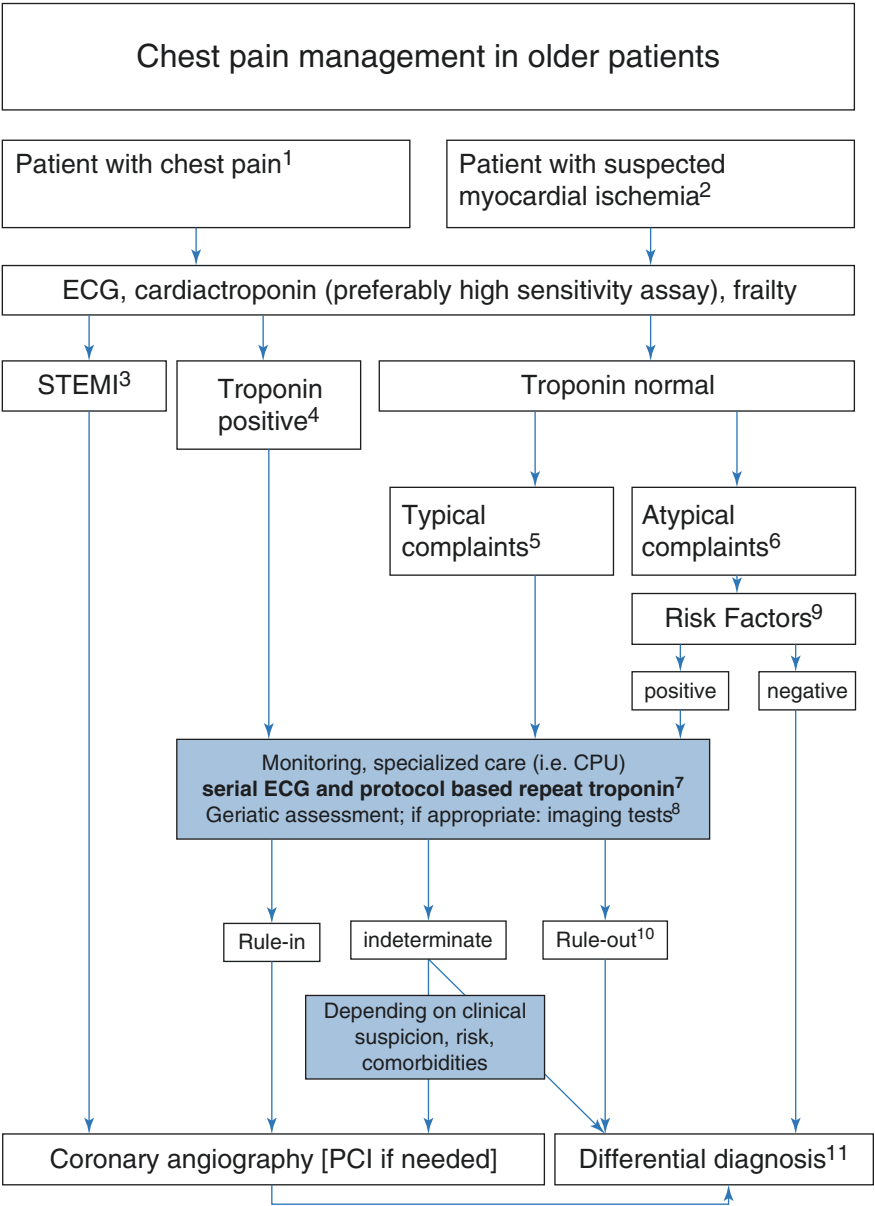 Chest pain management in older patients
Patient with chest pain1
Patient with suspected
myocardial ischemia2
ECG, cardiactroponin (preferably high sensitivity assay), frailty
STEMI3
Troponin
positive4
Troponin normal
Typical
complaints5
Atypical
complaints6
Risk Factors9
positive
negative
Monitoring, specialized care (i.e. CPU)
serial ECG and protocol based repeat troponin7
Geriatic assessment; if appropriate: imaging tests8
Rule-in
indeterminate
Rule-out10
Depending on clinical
suspicion, risk,
comorbidities
Coronary angiography [PCI if needed]
Differential diagnosis11